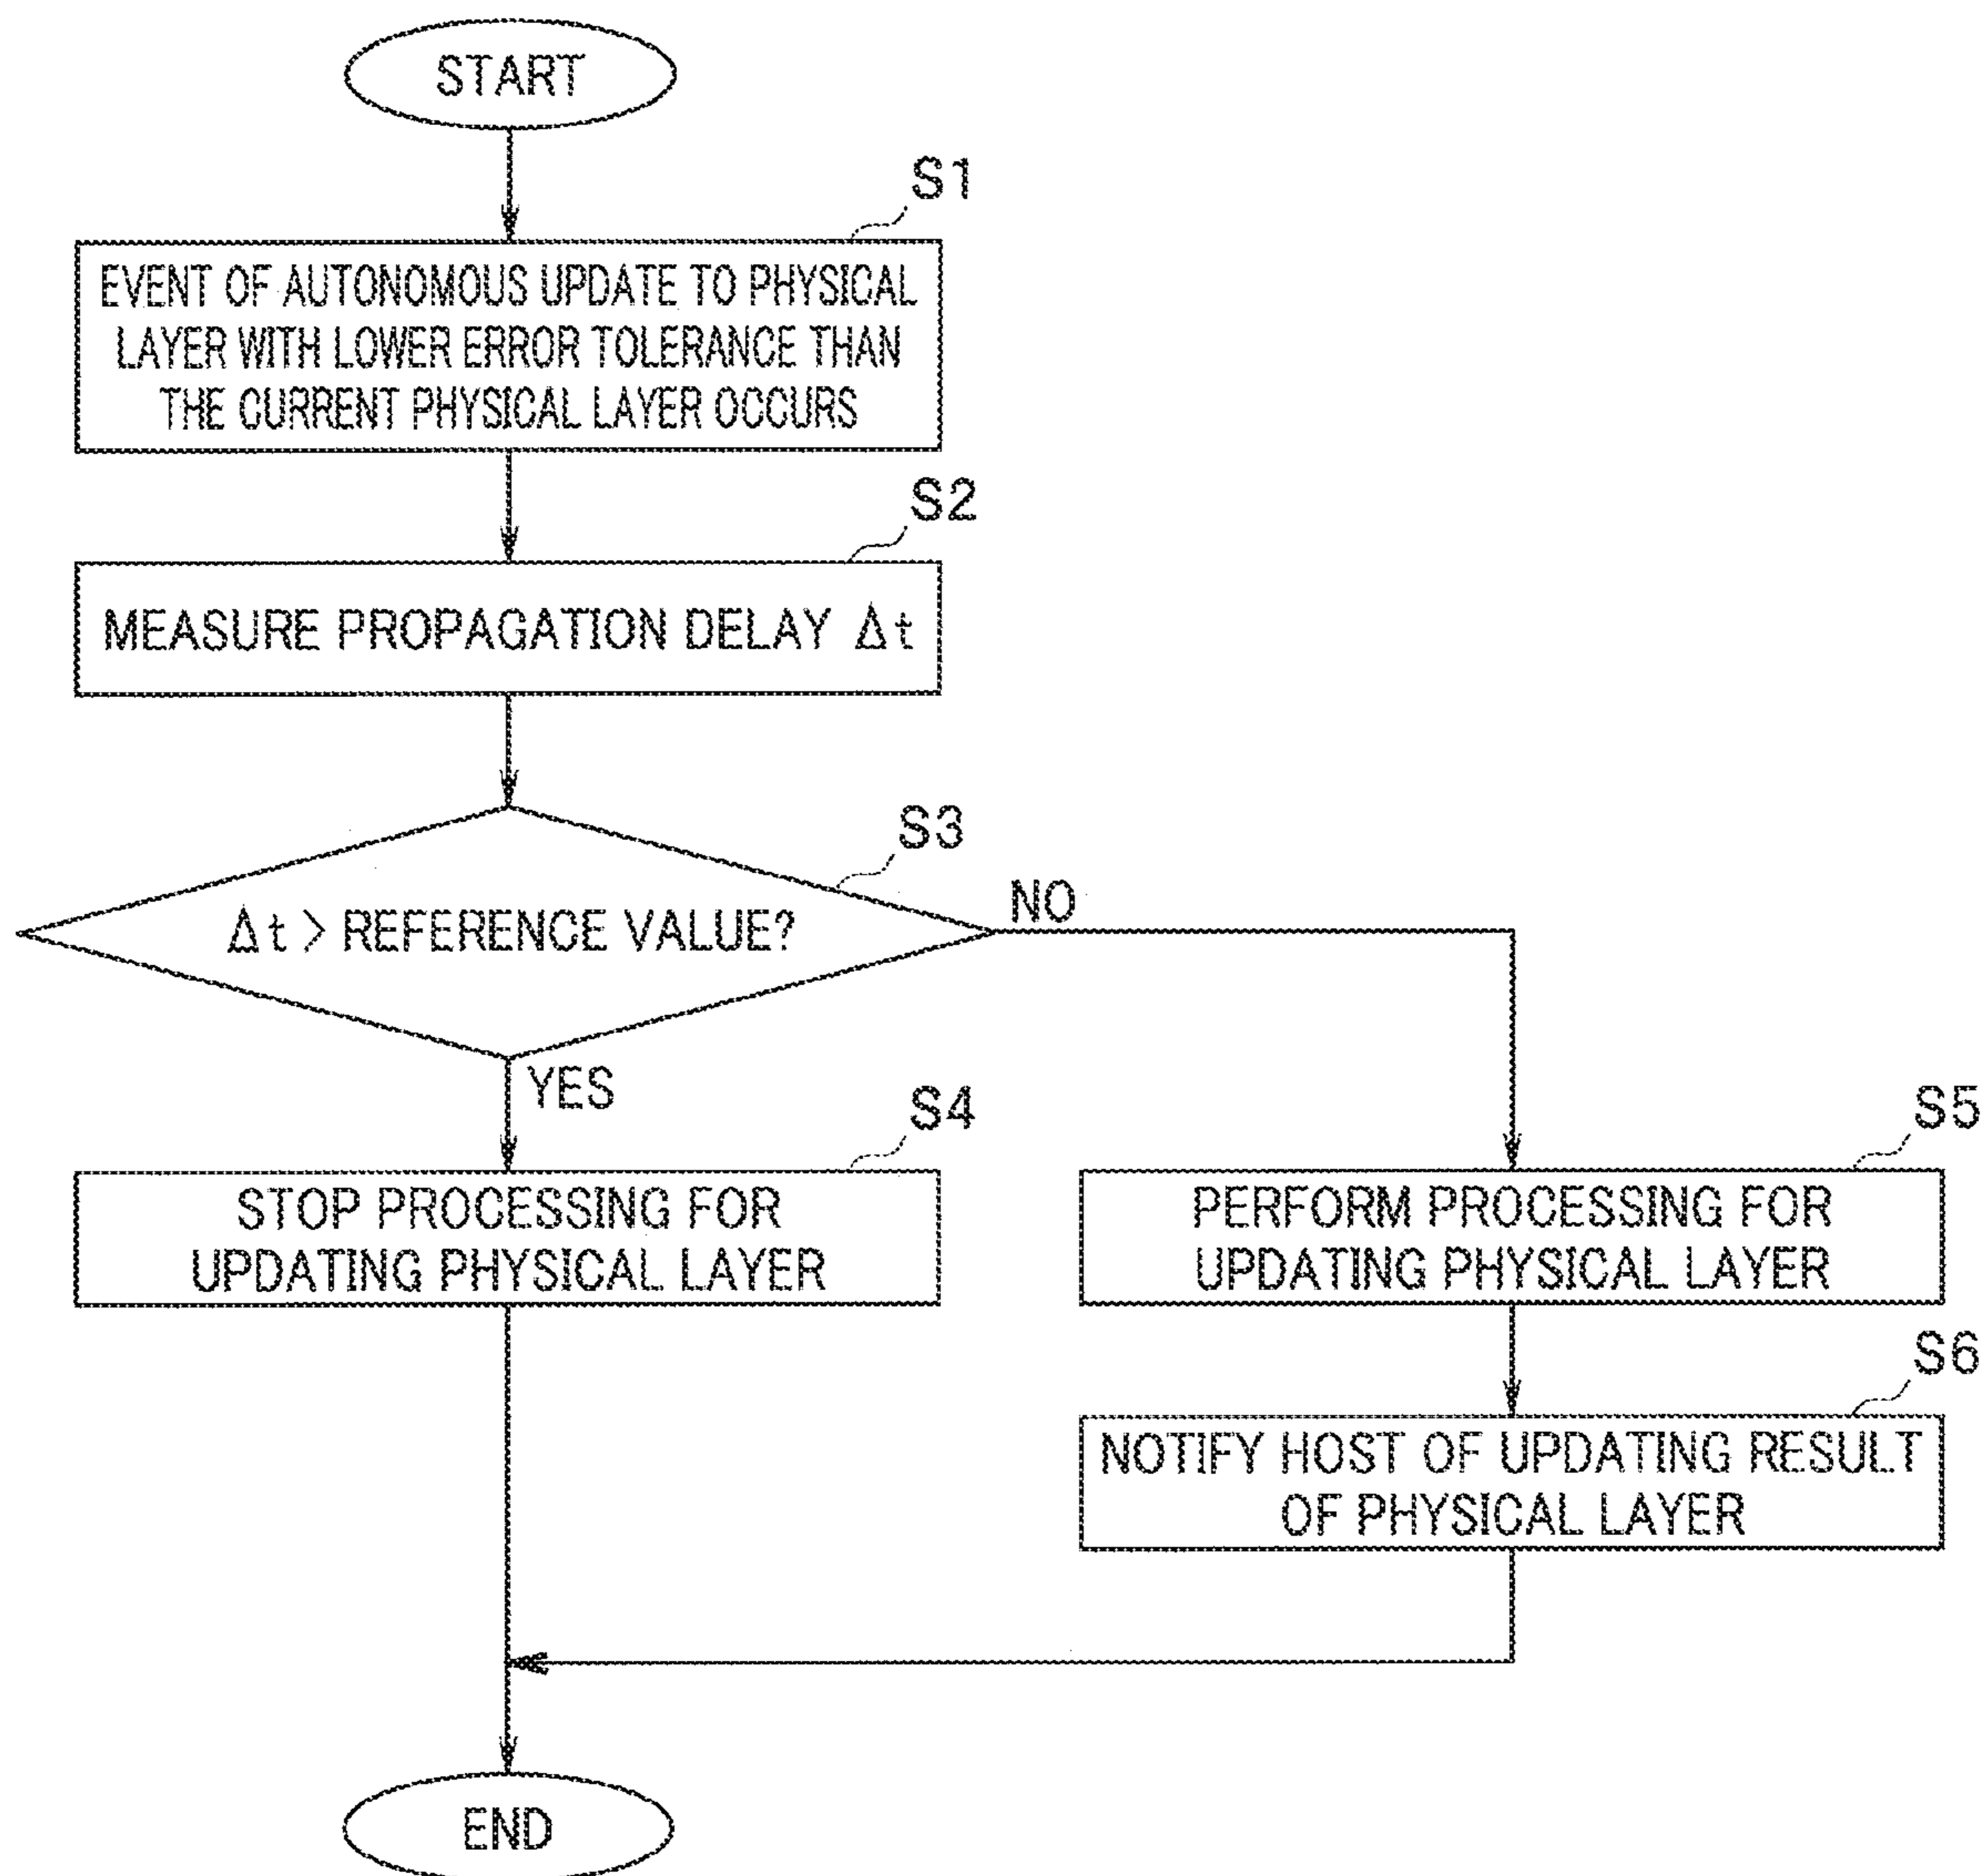 START
S1
EVENT OF AUTONOMOUS UPDATE TO PHYSICAL
LAYER WITH LOWER ERROR TOLERANCE THAN
THE CURRENT PHYSICAL LAYER OCCURS
S2
MEASURE PROPAGATION DELAY Δt
S3
Δt > REFERENCE VALUE?
NO
YES
S4
STOP PROCESSING FOR
UPDATING PHYSICAL LAYER
S5
PERFORM PROCESSING FOR
UPDATING PHYSICAL LAYER
S6
NOTIFY HOST OF UPDATING RESULT
OF PHYSICAL LAYER
END